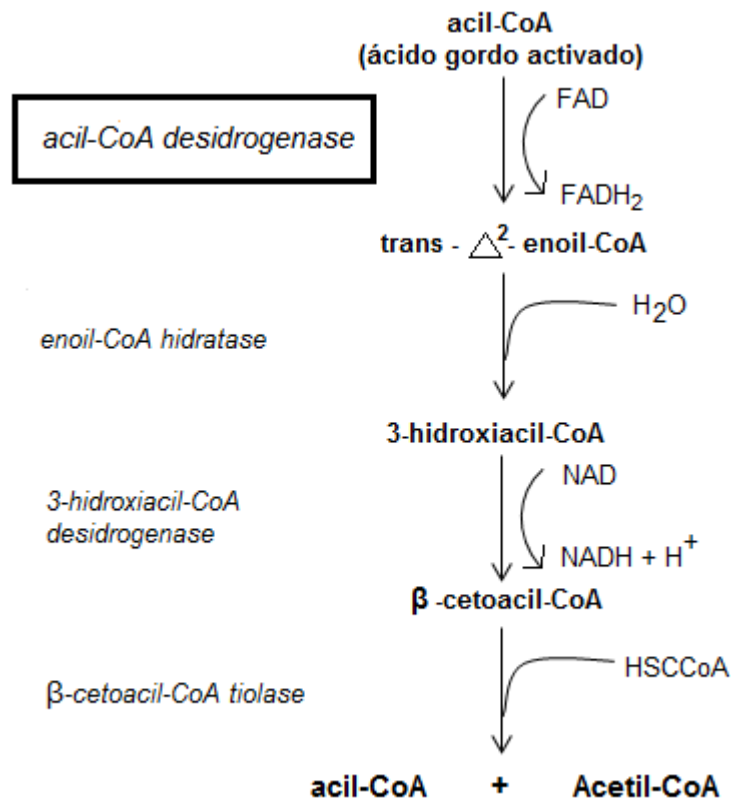 acil-CoA
(ácido gordo activado)
FAD
acil-CoA desidrogenase
FADH₂
trans - △²- enoil-CoA
H₂O
enoil-CoA hidratase
3-hidroxiacil-CoA
NAD
3-hidroxiacil-CoA
desidrogenase
NADH + H⁺
β -cetoacil-CoA
HSCCoA
β-cetoacil-CoA tiolase
acil-CoA + Acetil-CoA